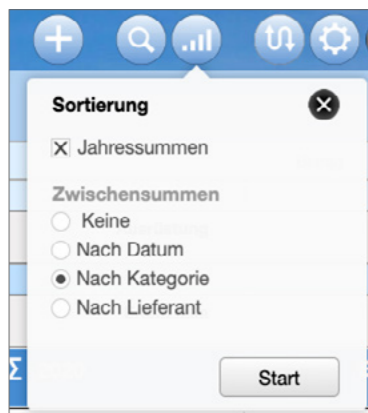 Sortierung
Jahressummen
Zwischensummen
Keine
Nach Datum
Nach Kategorie
Nach Lieferant
Σ
Start